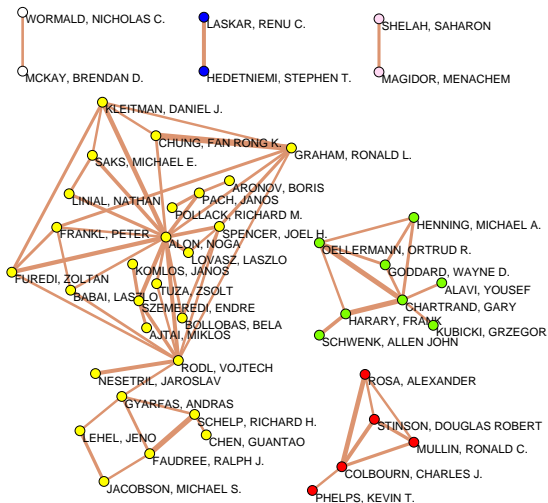 WORMALD, NICHOLAS C.
LASKAR, RENU C.
SHELAH, SAHARON
MCKAY, BRENDAN D.
HEDETNIEMI, STEPHEN T.
MAGIDOR, MENACHEM
KLEITMAN, DANIEL J.
CHUNG, FAN RONG K.
GRAHAM, RONALD L.
SAKS, MICHAEL E.
ARONOV, BORIS
LINIAL, NATHAN
PACH, JANOS
POLLACK, RICHARD M.
HENNING, MICHAEL A.
FRANKL, PETER
SPENCER, JOEL H.
ALON, NOGA
OELLERMANN, ORTRUD R.
LOVASZ, LASZLO
KOMLOS, JANOS
GODDARD, WAYNE D.
FUREDI, ZOLTAN
TUZA, ZSOLT
ALAVI, YOUSEF
BABAI, LASZLO
SZEMEREDI, ENDRE
CHARTRAND, GARY
BOLLOBAS, BELA
HARARY, FRANK
AJTAI, MIKLOS
KUBICKI, GRZEGOR
SCHWENK, ALLEN JOHN
RODL, VOJTECH
NESETRIL, JAROSLAV
ROSA, ALEXANDER
GYARFAS, ANDRAS
SCHELP, RICHARD H.
STINSON, DOUGLAS ROBERT
LEHEL, JENO
CHEN, GUANTAO
MULLIN, RONALD C.
FAUDREE, RALPH J.
COLBOURN, CHARLES J.
JACOBSON, MICHAEL S.
PHELPS, KEVIN T.